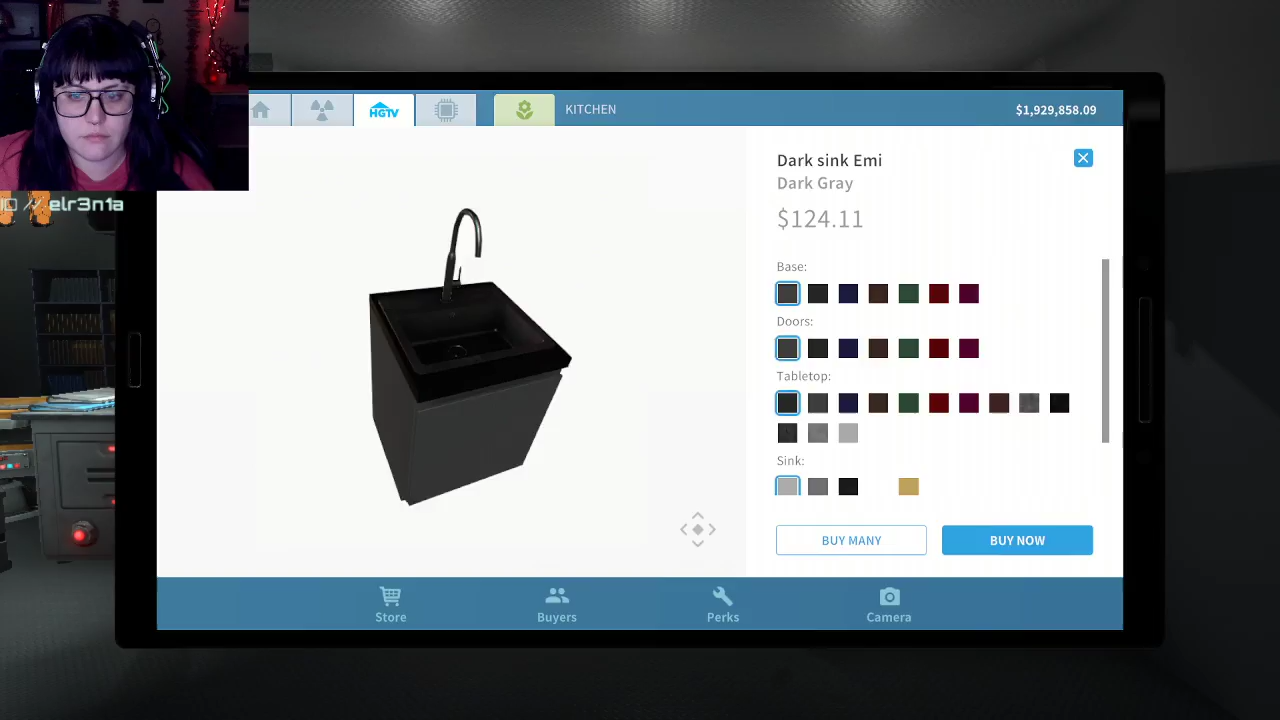 HGTV
KITCHEN
$1,929,858.09
Dark sink Emi
Dark Gray
$124.11
Base:
Doors:
Tabletop:
Sink:
BUY MANY
BUY NOW
elr3n1a
Store
Buyers
Perks
Camera